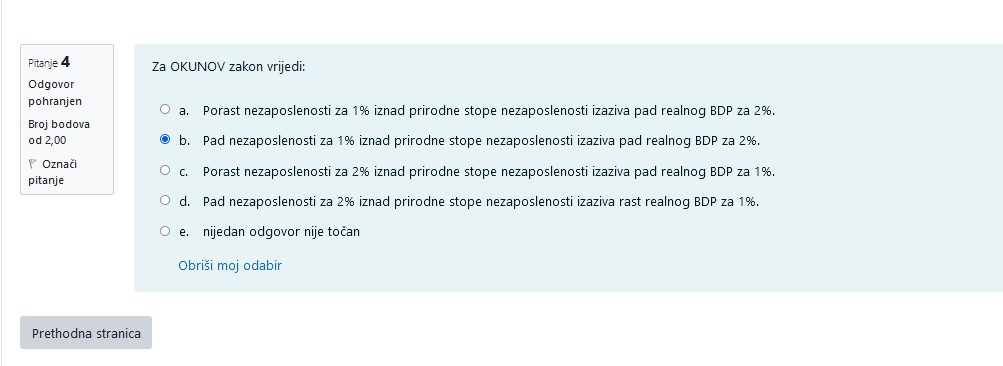 Pitanje 4
Odgovor
pohranjen
Broj bodova
od 2,00
Označi
pitanje
Za OKUNOV zakon vrijedi:
a. Porast nezaposlenosti za 1% iznad prirodne stope nezaposlenosti izaziva pad realnog BDP za 2%.
b. Pad nezaposlenosti za 1% iznad prirodne stope nezaposlenosti izaziva pad realnog BDP za 2%.
c. Porast nezaposlenosti za 2% iznad prirodne stope nezaposlenosti izaziva pad realnog BDP za 1%.
d. Pad nezaposlenosti za 2% iznad prirodne stope nezaposlenosti izaziva rast realnog BDP za 1%.
e. nijedan odgovor nije točan
Obriši moj odabir
Prethodna stranica